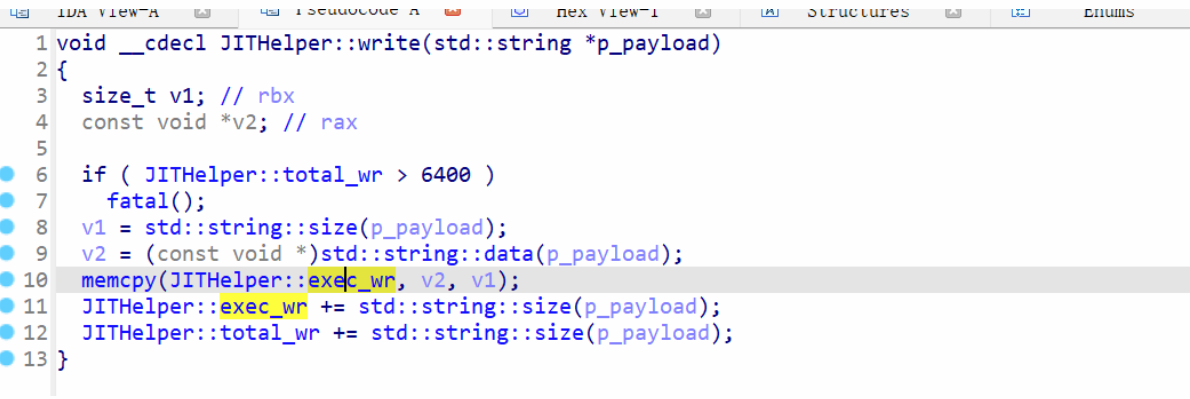 IDA View-A Pseudocode A Hex View-1 Structures Enums
1 void __cdecl JITHelper::write(std::string *p_payload)
2 {
3 size_t v1; // rbx
4 const void *v2; // rax
5
6 if ( JITHelper::total_wr > 6400 )
7 fatal();
8 v1 = std::string::size(p_payload);
9 v2 = (const void *)std::string::data(p_payload);
10 memcpy(JITHelper::exec_wr, v2, v1);
11 JITHelper::exec_wr += std::string::size(p_payload);
12 JITHelper::total_wr += std::string::size(p_payload);
13 }